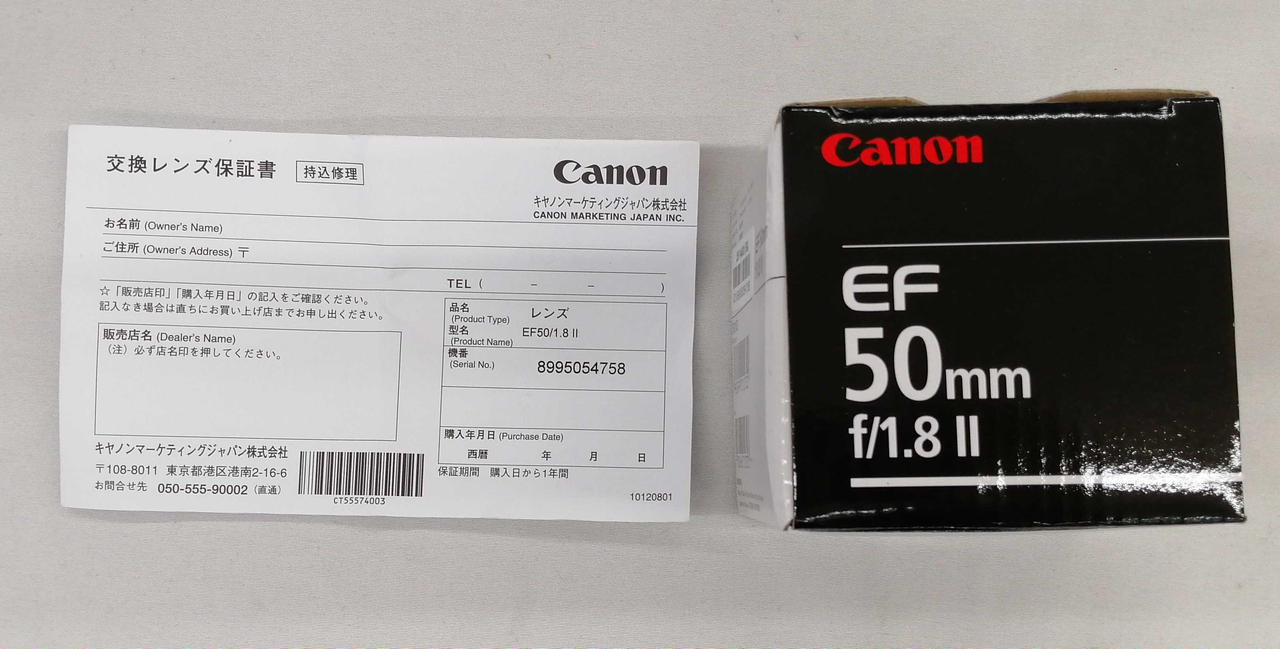 交換レンズ保証書 持込修理
Canon
キヤノンマーケティングジャパン株式会社
CANON MARKETING JAPAN INC.
お名前 (Owner's Name)
ご住所 (Owner's Address) 〒
TEL ( － － )
☆「販売店印」「購入年月日」の記入をご確認ください。
記入なき場合は直ちにお買い上げ店までお申し出ください。
販売店名 (Dealer's Name)
（注）必ず店名印を押してください。
品名
(Product Type) レンズ
型名
(Product Name) EF50/1.8 II
機番
(Serial No.) 8995054758
購入年月日 (Purchase Date)
西暦 年 月 日
保証期間 購入日から1年間
キヤノンマーケティングジャパン株式会社
〒108-8011 東京都港区港南2-16-6
お問合せ先 050-555-90002（直通）
CT55574003
10120801
Canon
EF
50mm
f/1.8 II